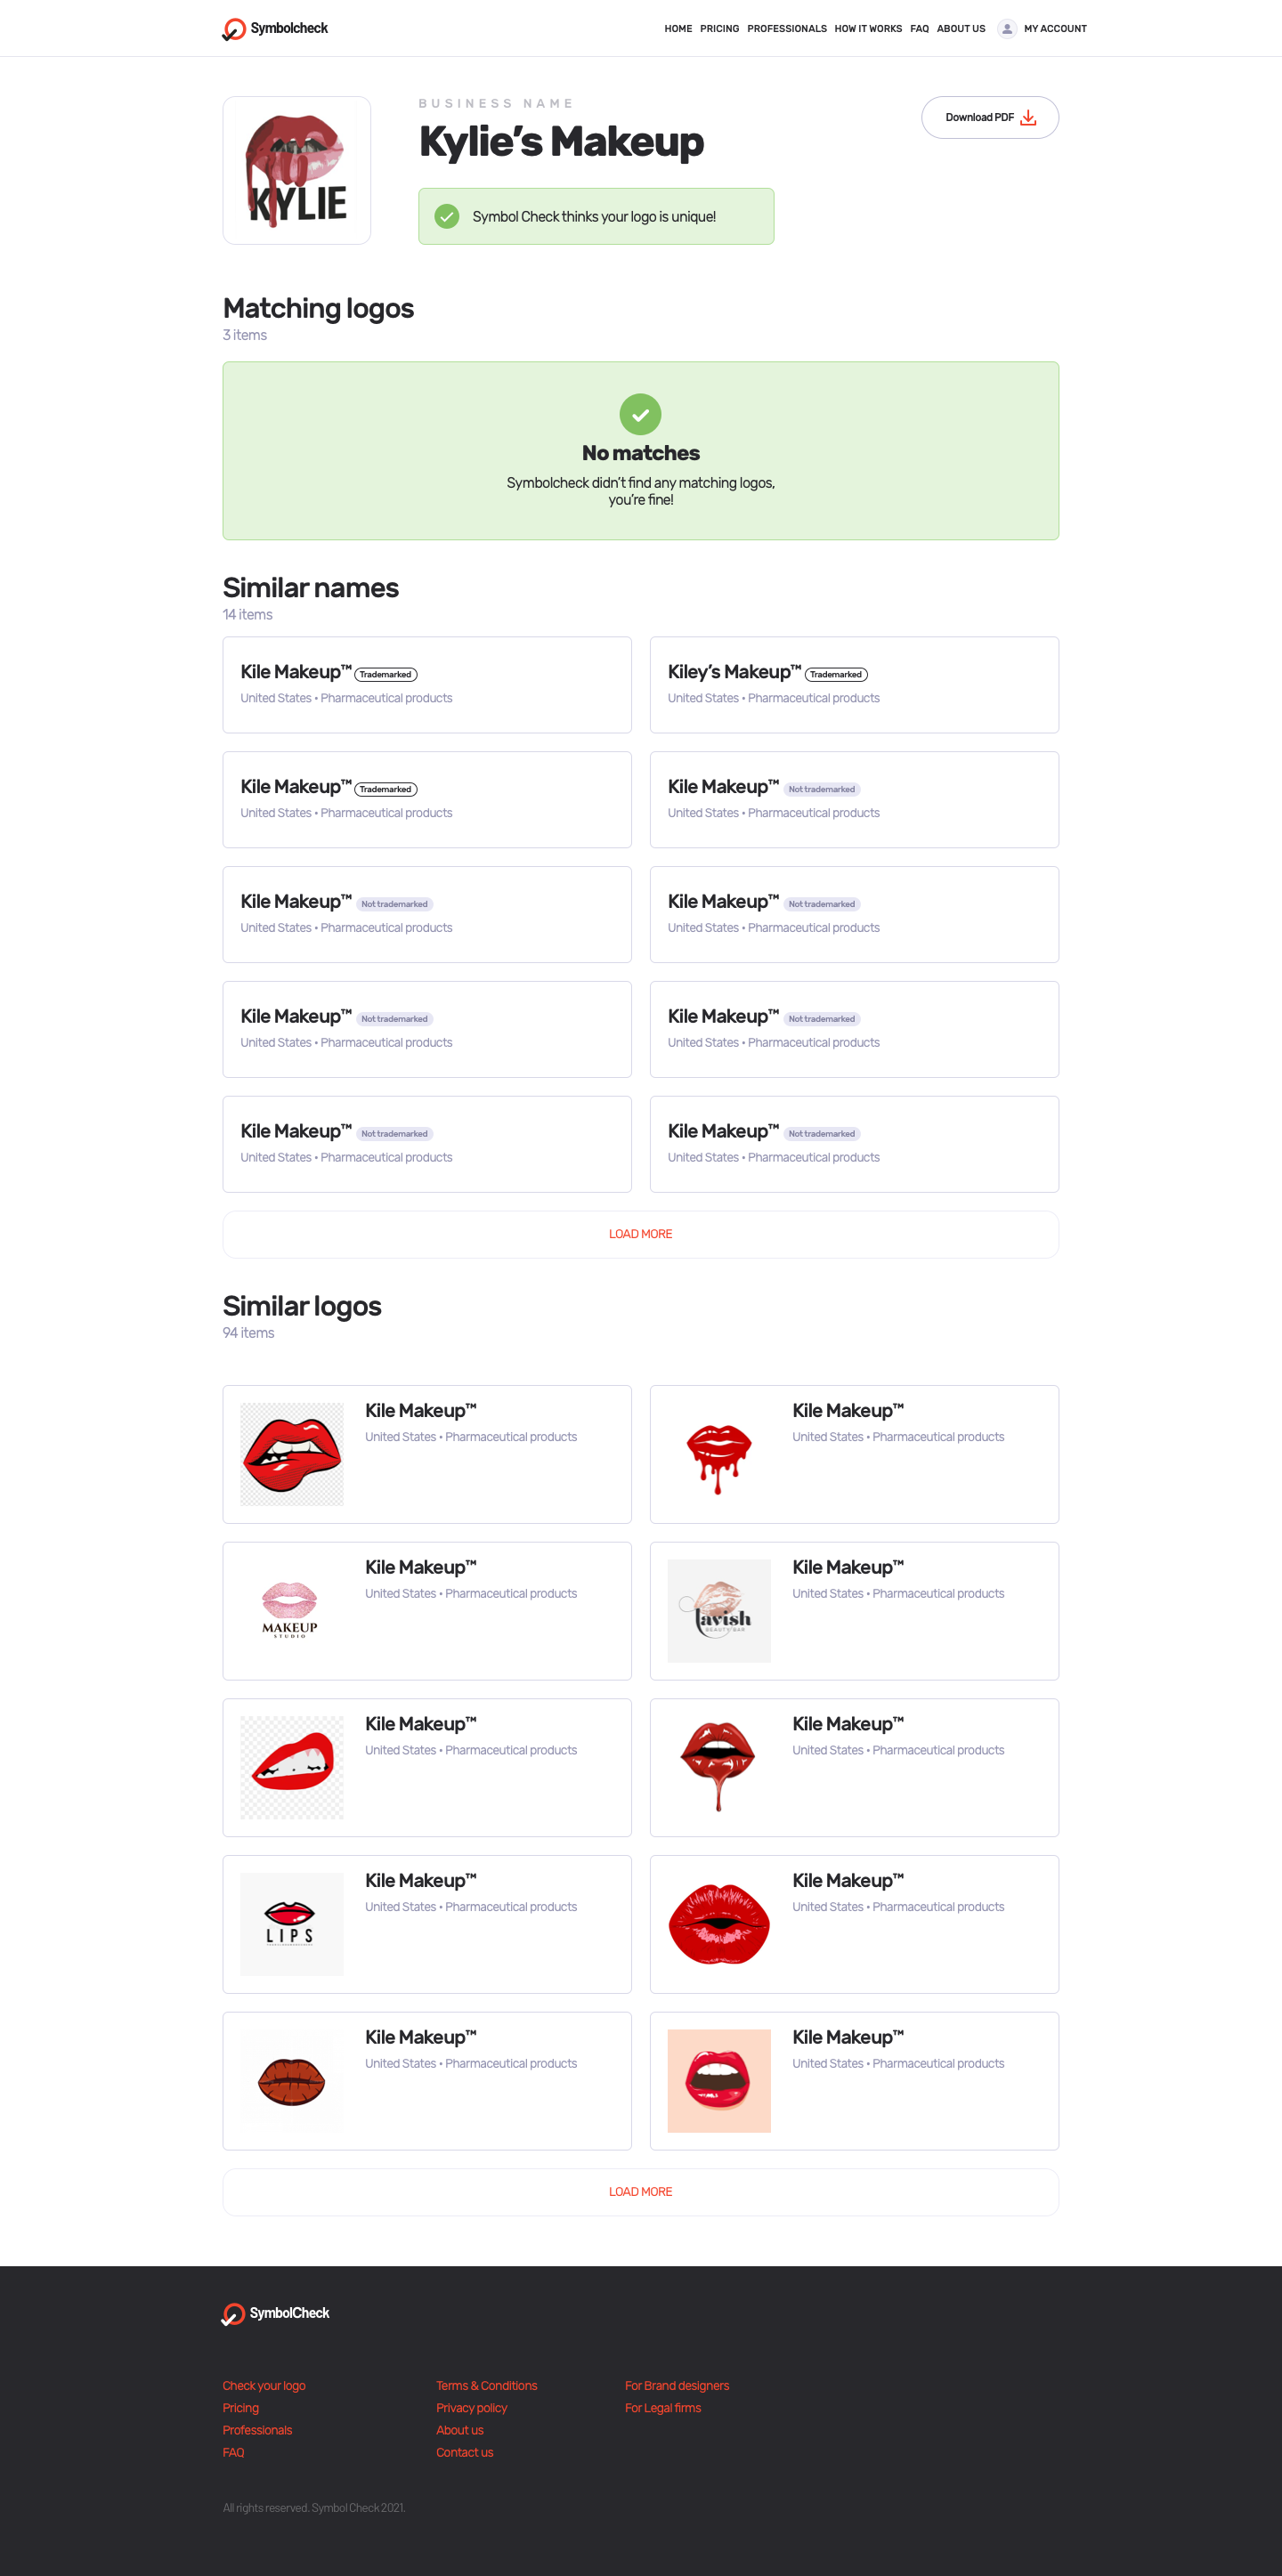 Symbolcheck
HOME PRICING PROFESSIONALS HOW IT WORKS FAQ ABOUT US MY ACCOUNT
KYLIE
BUSINESS NAME
Kylie’s Makeup
Download PDF
Symbol Check thinks your logo is unique!
Matching logos
3 items
No matches
Symbolcheck didn’t find any matching logos,
you’re fine!
Similar names
14 items
Kile Makeup™ Trademarked
United States • Pharmaceutical products
Kiley’s Makeup™ Trademarked
United States • Pharmaceutical products
Kile Makeup™ Trademarked
United States • Pharmaceutical products
Kile Makeup™ Not trademarked
United States • Pharmaceutical products
Kile Makeup™ Not trademarked
United States • Pharmaceutical products
Kile Makeup™ Not trademarked
United States • Pharmaceutical products
Kile Makeup™ Not trademarked
United States • Pharmaceutical products
Kile Makeup™ Not trademarked
United States • Pharmaceutical products
Kile Makeup™ Not trademarked
United States • Pharmaceutical products
Kile Makeup™ Not trademarked
United States • Pharmaceutical products
LOAD MORE
Similar logos
94 items
Kile Makeup™
United States • Pharmaceutical products
Kile Makeup™
United States • Pharmaceutical products
MAKEUP
STUDIO
Kile Makeup™
United States • Pharmaceutical products
lavish
BEAUTY BAR
Kile Makeup™
United States • Pharmaceutical products
Kile Makeup™
United States • Pharmaceutical products
Kile Makeup™
United States • Pharmaceutical products
LIPS
Kile Makeup™
United States • Pharmaceutical products
Kile Makeup™
United States • Pharmaceutical products
Kile Makeup™
United States • Pharmaceutical products
Kile Makeup™
United States • Pharmaceutical products
LOAD MORE
SymbolCheck
Check your logo
Pricing
Professionals
FAQ
Terms & Conditions
Privacy policy
About us
Contact us
For Brand designers
For Legal firms
All rights reserved. Symbol Check 2021.